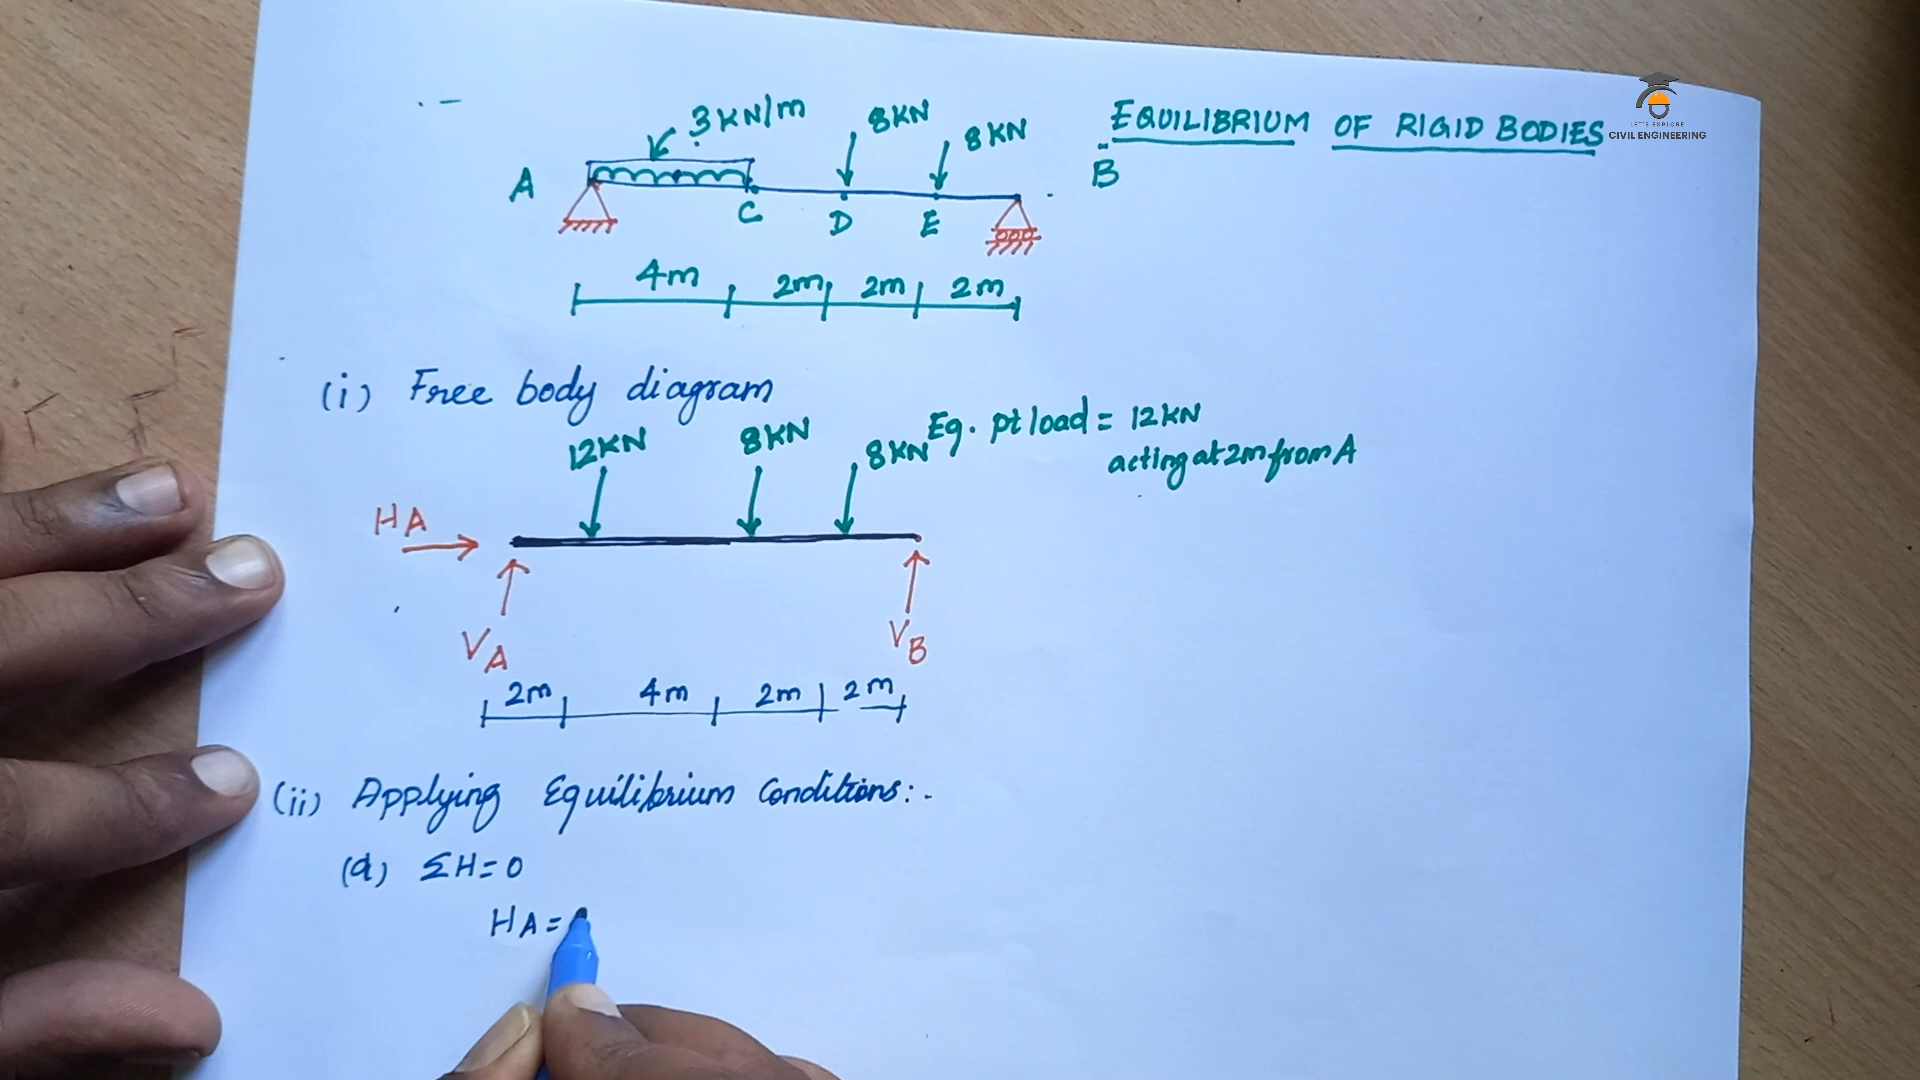 EQUILIBRIUM OF RIGID BODIES
LET'S EXPLORE
CIVIL ENGINEERING
3KN/m 8KN 8KN
A B
C D E
4m 2m 2m 2m
(i) Free body diagram
Eq. pt load = 12KN
acting at 2m from A
12KN 8KN 8KN
HA
VA VB
2m 4m 2m 2m
(ii) Applying Equilibrium Conditions:-
(a) ΣH=0
HA=